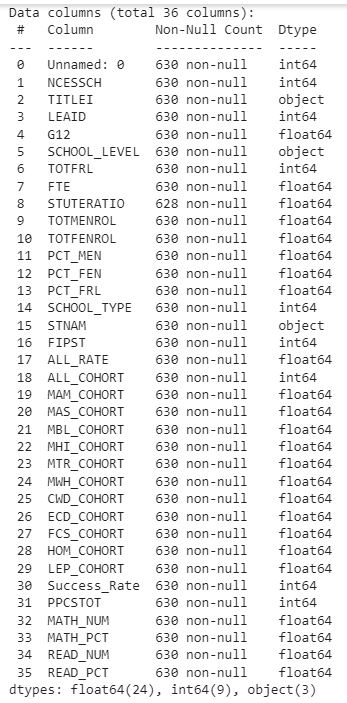 Data columns (total 36 columns):
 #   Column        Non-Null Count  Dtype
---  ------        --------------  -----
 0   Unnamed: 0    630 non-null    int64
 1   NCESSCH       630 non-null    int64
 2   TITLEI        630 non-null    object
 3   LEAID         630 non-null    int64
 4   G12           630 non-null    float64
 5   SCHOOL_LEVEL  630 non-null    object
 6   TOTFRL        630 non-null    int64
 7   FTE           630 non-null    float64
 8   STUTERATIO    628 non-null    float64
 9   TOTMENROL     630 non-null    float64
 10  TOTFENROL     630 non-null    float64
 11  PCT_MEN       630 non-null    float64
 12  PCT_FEN       630 non-null    float64
 13  PCT_FRL       630 non-null    float64
 14  SCHOOL_TYPE   630 non-null    int64
 15  STNAM         630 non-null    object
 16  FIPST         630 non-null    int64
 17  ALL_RATE      630 non-null    float64
 18  ALL_COHORT    630 non-null    int64
 19  MAM_COHORT    630 non-null    float64
 20  MAS_COHORT    630 non-null    float64
 21  MBL_COHORT    630 non-null    float64
 22  MHI_COHORT    630 non-null    float64
 23  MTR_COHORT    630 non-null    float64
 24  MWH_COHORT    630 non-null    float64
 25  CWD_COHORT    630 non-null    float64
 26  ECD_COHORT    630 non-null    float64
 27  FCS_COHORT    630 non-null    float64
 28  HOM_COHORT    630 non-null    float64
 29  LEP_COHORT    630 non-null    float64
 30  Success_Rate  630 non-null    int64
 31  PPCSTOT       630 non-null    int64
 32  MATH_NUM      630 non-null    float64
 33  MATH_PCT      630 non-null    float64
 34  READ_NUM      630 non-null    float64
 35  READ_PCT      630 non-null    float64
dtypes: float64(24), int64(9), object(3)